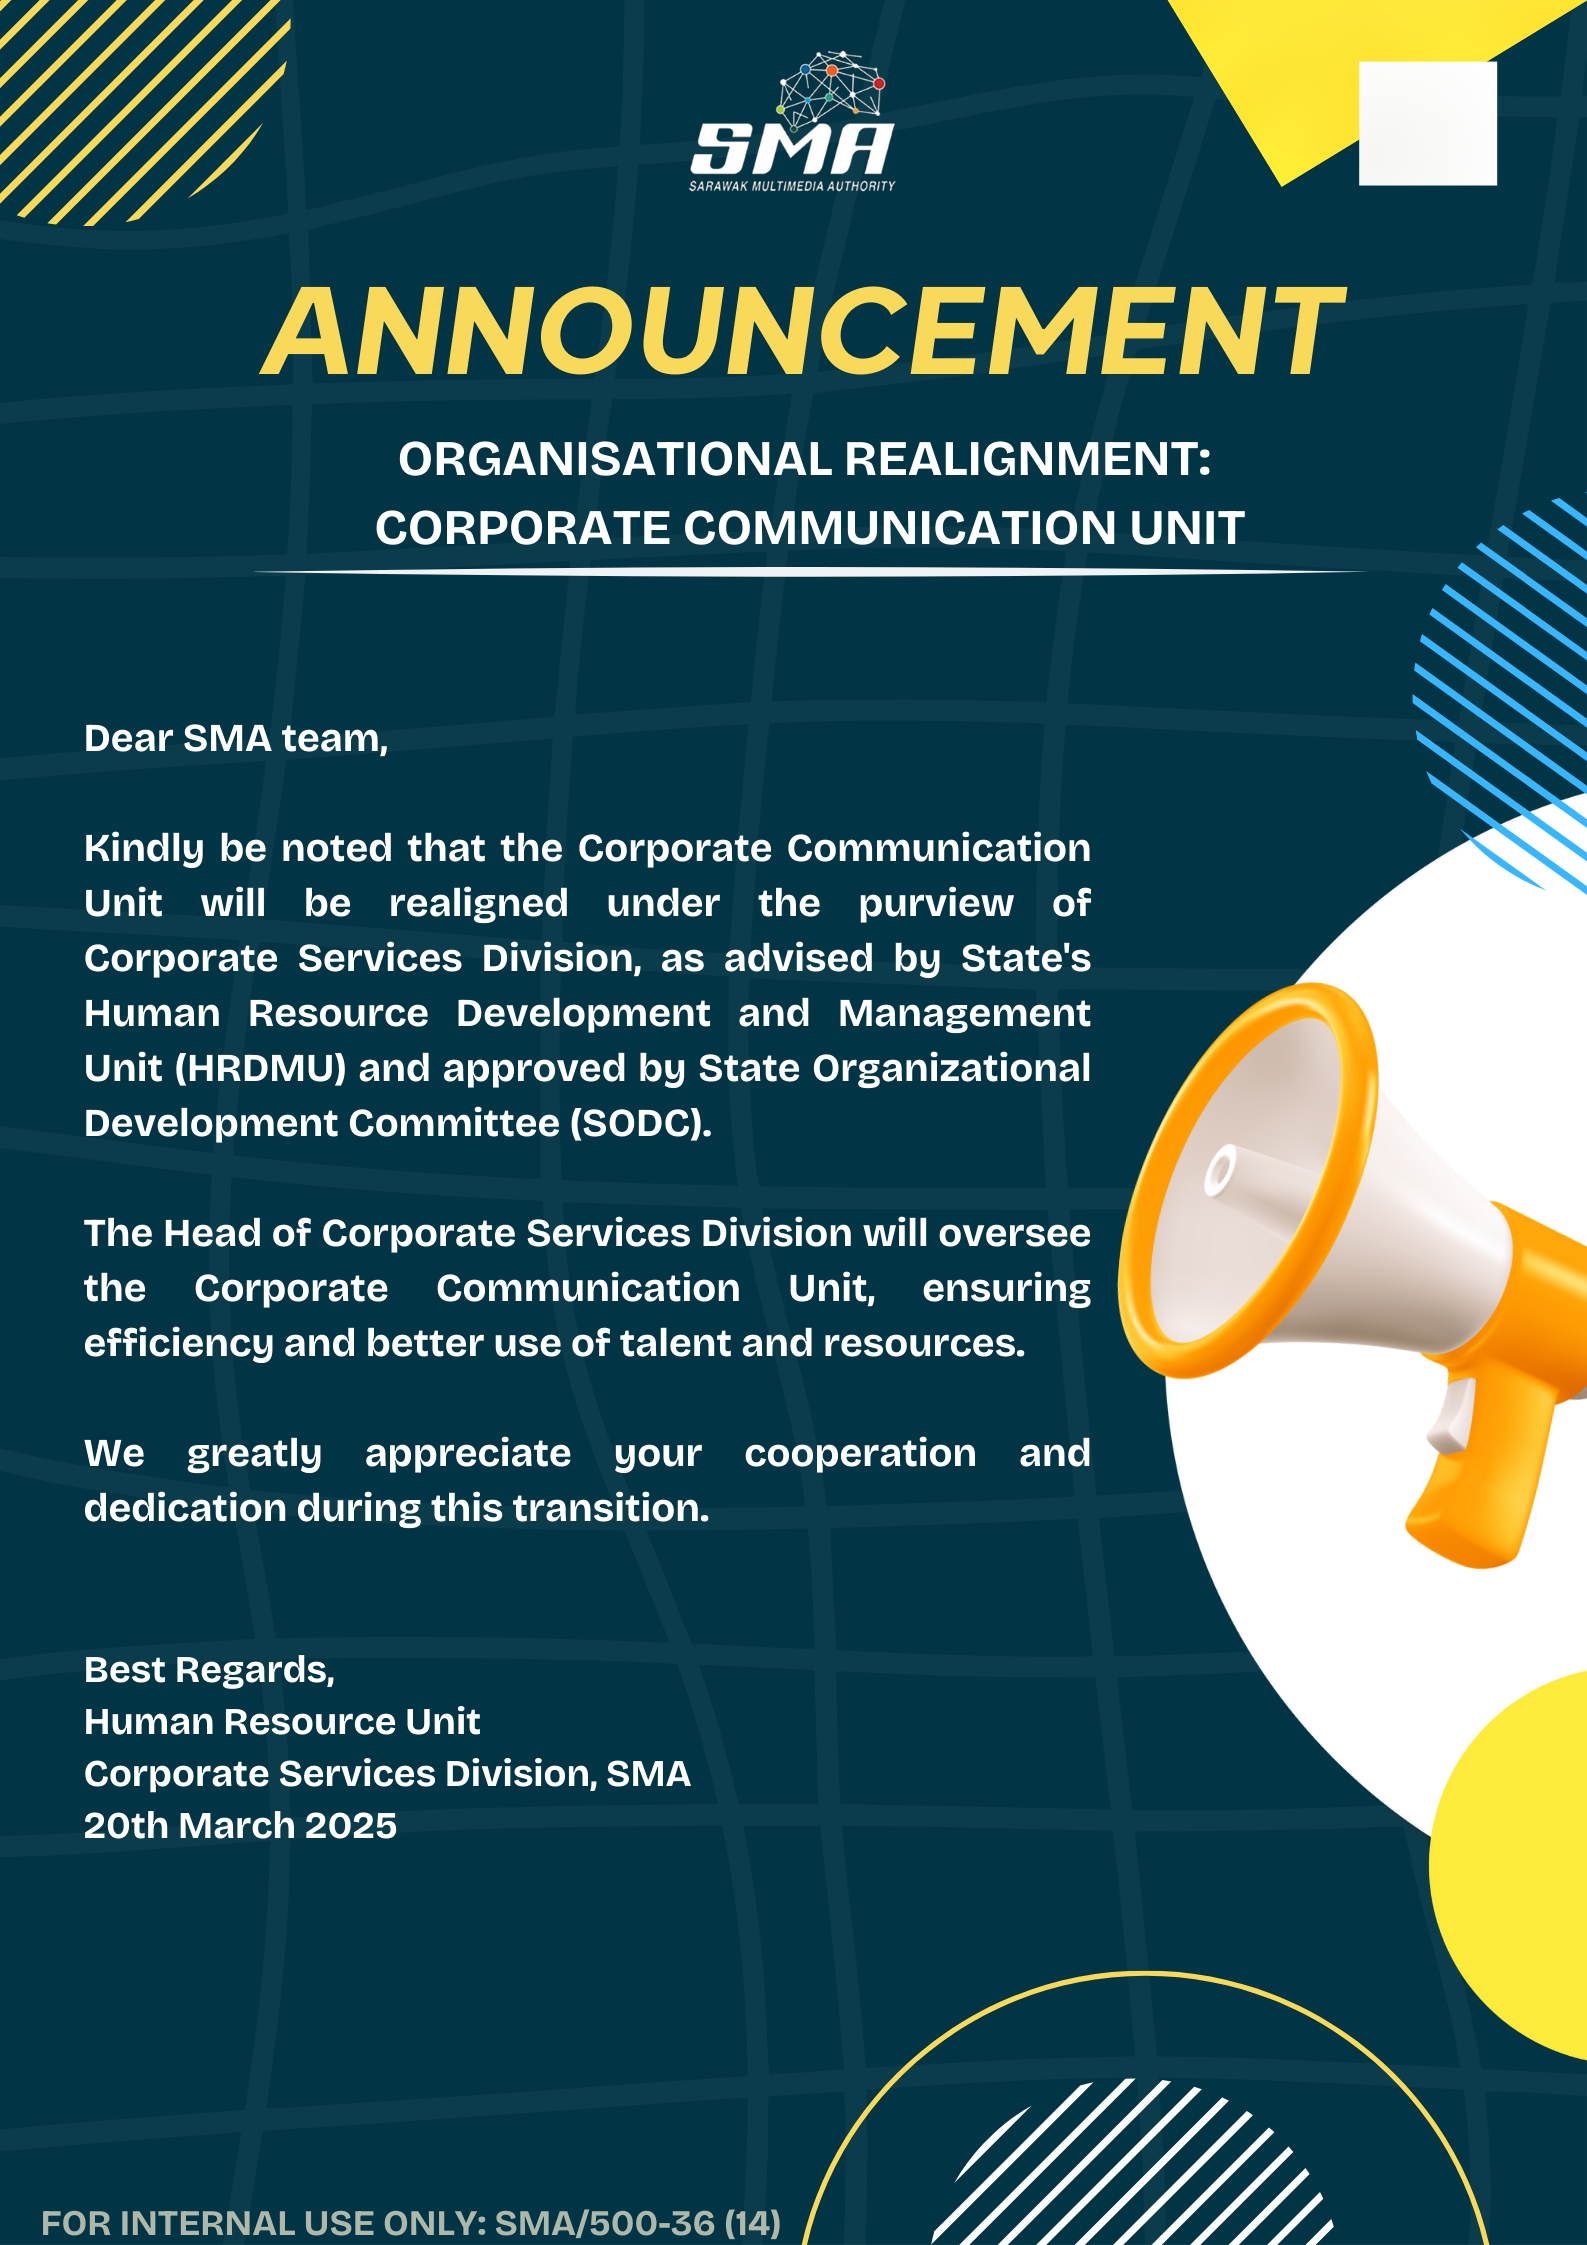 SMA
SARAWAK MULTIMEDIA AUTHORITY
ANNOUNCEMENT
ORGANISATIONAL REALIGNMENT:
CORPORATE COMMUNICATION UNIT
Dear SMA team,
Kindly be noted that the Corporate Communication
Unit will be realigned under the purview of
Corporate Services Division, as advised by State's
Human Resource Development and Management
Unit (HRDMU) and approved by State Organizational
Development Committee (SODC).
The Head of Corporate Services Division will oversee
the Corporate Communication Unit, ensuring
efficiency and better use of talent and resources.
We greatly appreciate your cooperation and
dedication during this transition.
Best Regards,
Human Resource Unit
Corporate Services Division, SMA
20th March 2025
FOR INTERNAL USE ONLY: SMA/500-36 (14)